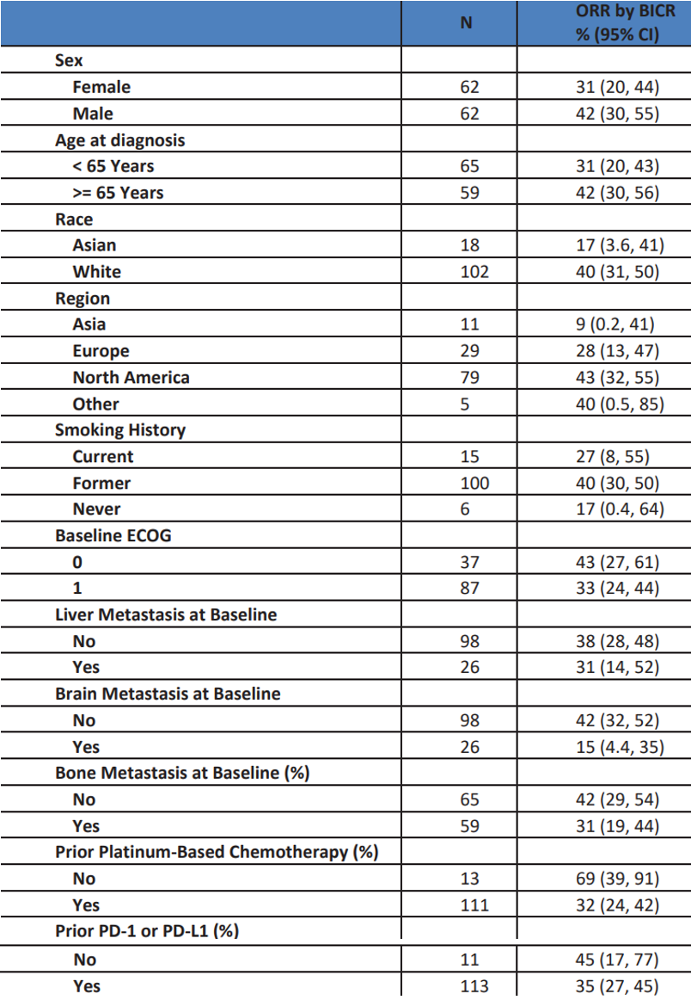 N ORR by BICR
% (95% CI)
Sex
Female 62 31 (20, 44)
Male 62 42 (30, 55)
Age at diagnosis
< 65 Years 65 31 (20, 43)
>= 65 Years 59 42 (30, 56)
Race
Asian 18 17 (3.6, 41)
White 102 40 (31, 50)
Region
Asia 11 9 (0.2, 41)
Europe 29 28 (13, 47)
North America 79 43 (32, 55)
Other 5 40 (0.5, 85)
Smoking History
Current 15 27 (8, 55)
Former 100 40 (30, 50)
Never 6 17 (0.4, 64)
Baseline ECOG
0 37 43 (27, 61)
1 87 33 (24, 44)
Liver Metastasis at Baseline
No 98 38 (28, 48)
Yes 26 31 (14, 52)
Brain Metastasis at Baseline
No 98 42 (32, 52)
Yes 26 15 (4.4, 35)
Bone Metastasis at Baseline (%)
No 65 42 (29, 54)
Yes 59 31 (19, 44)
Prior Platinum-Based Chemotherapy (%)
No 13 69 (39, 91)
Yes 111 32 (24, 42)
Prior PD-1 or PD-L1 (%)
No 11 45 (17, 77)
Yes 113 35 (27, 45)